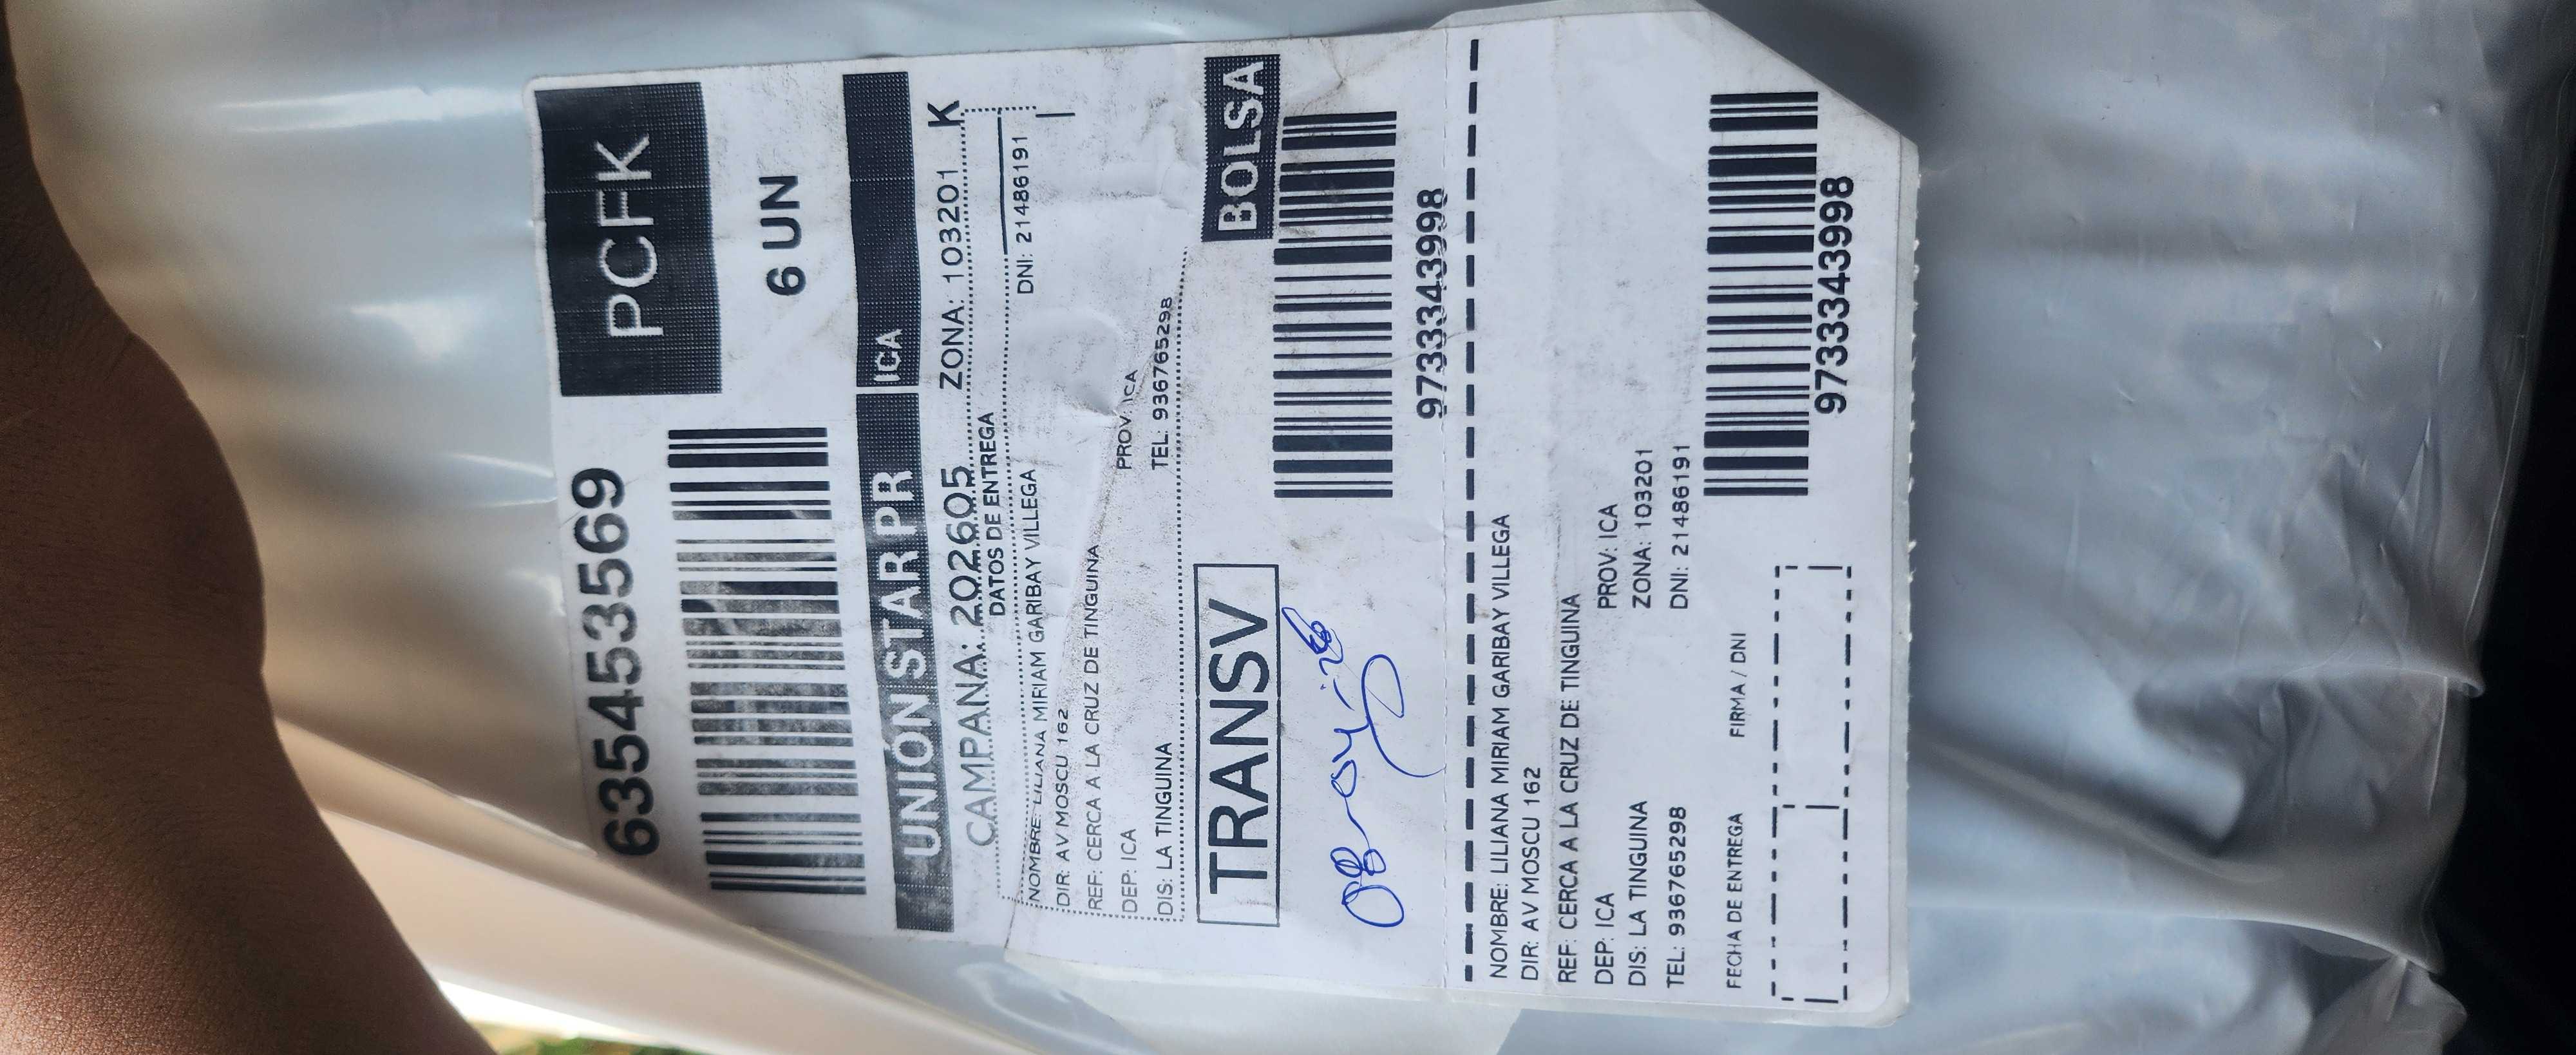 6354453569
PCFK
6 UN
UNIÓN STAR PR ICA
CAMPANA: 202605 ZONA: 103201 K
DATOS DE ENTREGA
NOMBRE: LILIANA MIRIAM GARIBAY VILLEGA DNI: 21486191
DIR: AV MOSCU 162
REF: CERCA A LA CRUZ DE TINGUINA
DEP: ICA PROV: ICA
DIS: LA TINGUINA TEL: 936765298
TRANSV
BOLSA
9733343998
NOMBRE: LILIANA MIRIAM GARIBAY VILLEGA
DIR: AV MOSCU 162
REF: CERCA A LA CRUZ DE TINGUINA
DEP: ICA PROV: ICA
DIS: LA TINGUINA ZONA: 103201
TEL: 936765298 DNI: 21486191
FECHA DE ENTREGA FIRMA / DNI
9733343998